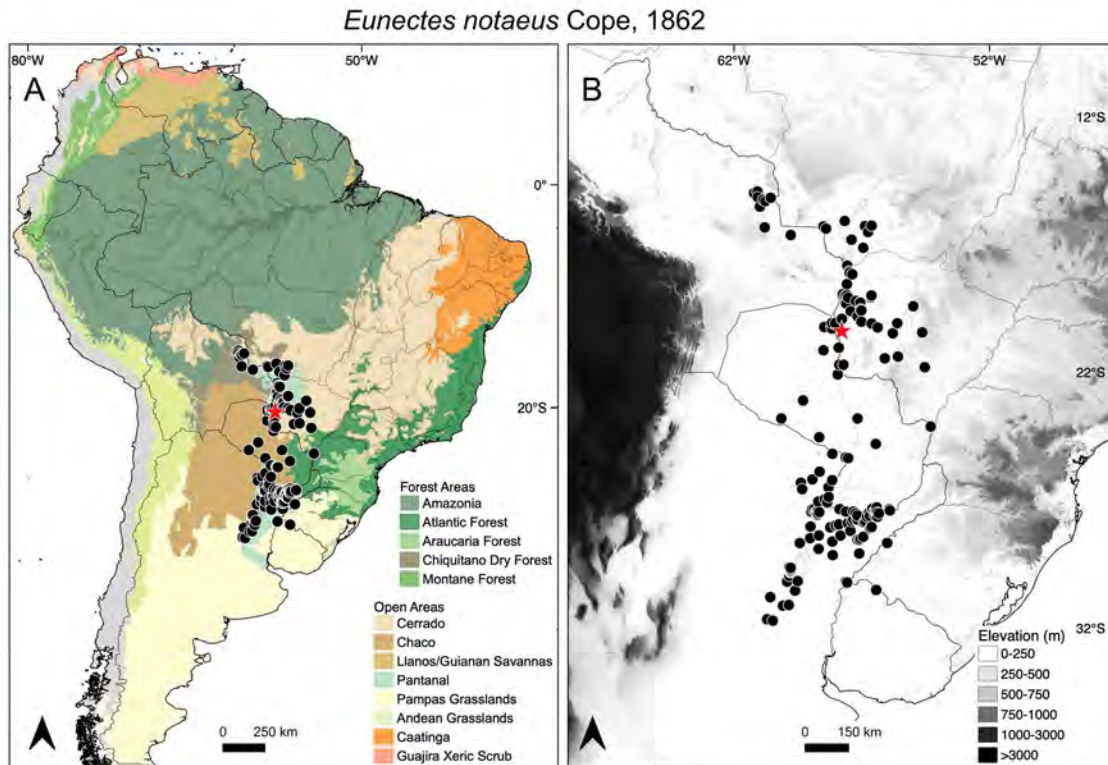 Eunectes notaeus Cope, 1862
80°W
50°W
A
0°
20°S
Forest Areas
Amazonia
Atlantic Forest
Araucaria Forest
Chiquitano Dry Forest
Montane Forest
Open Areas
Cerrado
Chaco
Llanos/Guianan Savannas
Pantanal
Pampas Grasslands
Andean Grasslands
Caatinga
Guajira Xeric Scrub
0 250 km
62°W
52°W
B
12°S
22°S
32°S
Elevation (m)
0-250
250-500
500-750
750-1000
1000-3000
>3000
0 150 km